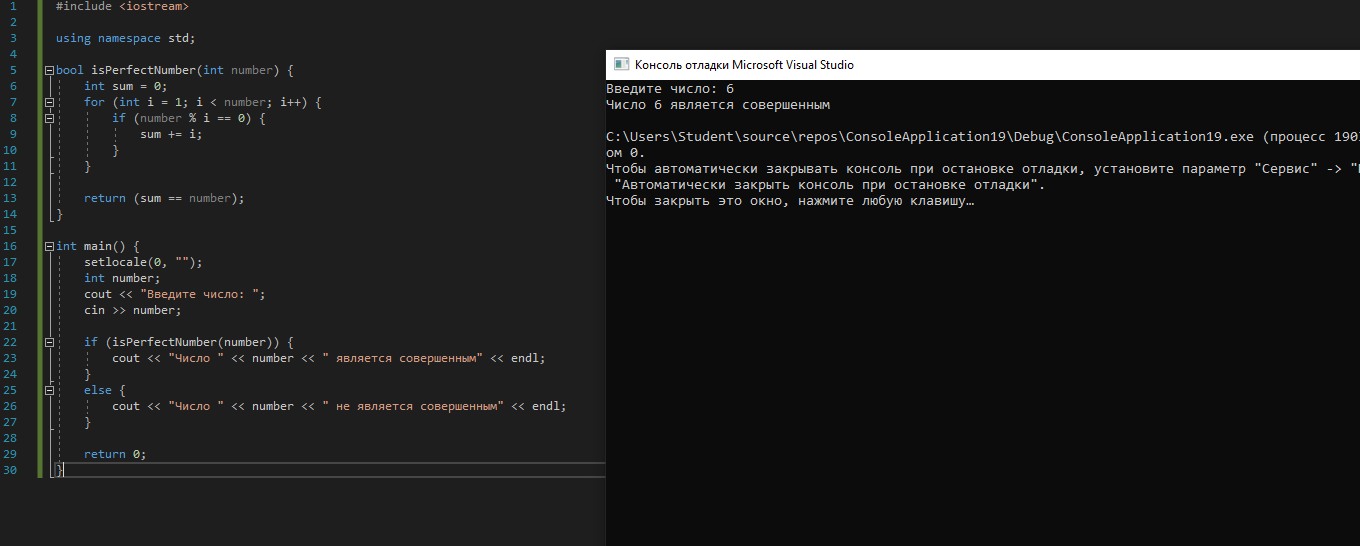 1 #include <iostream>
2
3 using namespace std;
4
5 bool isPerfectNumber(int number) {
6 int sum = 0;
7 for (int i = 1; i < number; i++) {
8 if (number % i == 0) {
9 sum += i;
10 }
11 }
12
13 return (sum == number);
14 }
15
16 int main() {
17 setlocale(0, "");
18 int number;
19 cout << "Введите число: ";
20 cin >> number;
21
22 if (isPerfectNumber(number)) {
23 cout << "Число " << number << " является совершенным" << endl;
24 }
25 else {
26 cout << "Число " << number << " не является совершенным" << endl;
27 }
28
29 return 0;
30 }
Консоль отладки Microsoft Visual Studio
Введите число: 6
Число 6 является совершенным
C:\Users\Student\source\repos\ConsoleApplication19\Debug\ConsoleApplication19.exe (процесс 190
ом 0.
Чтобы автоматически закрывать консоль при остановке отладки, установите параметр "Сервис" -> "
"Автоматически закрыть консоль при остановке отладки".
Чтобы закрыть это окно, нажмите любую клавишу…